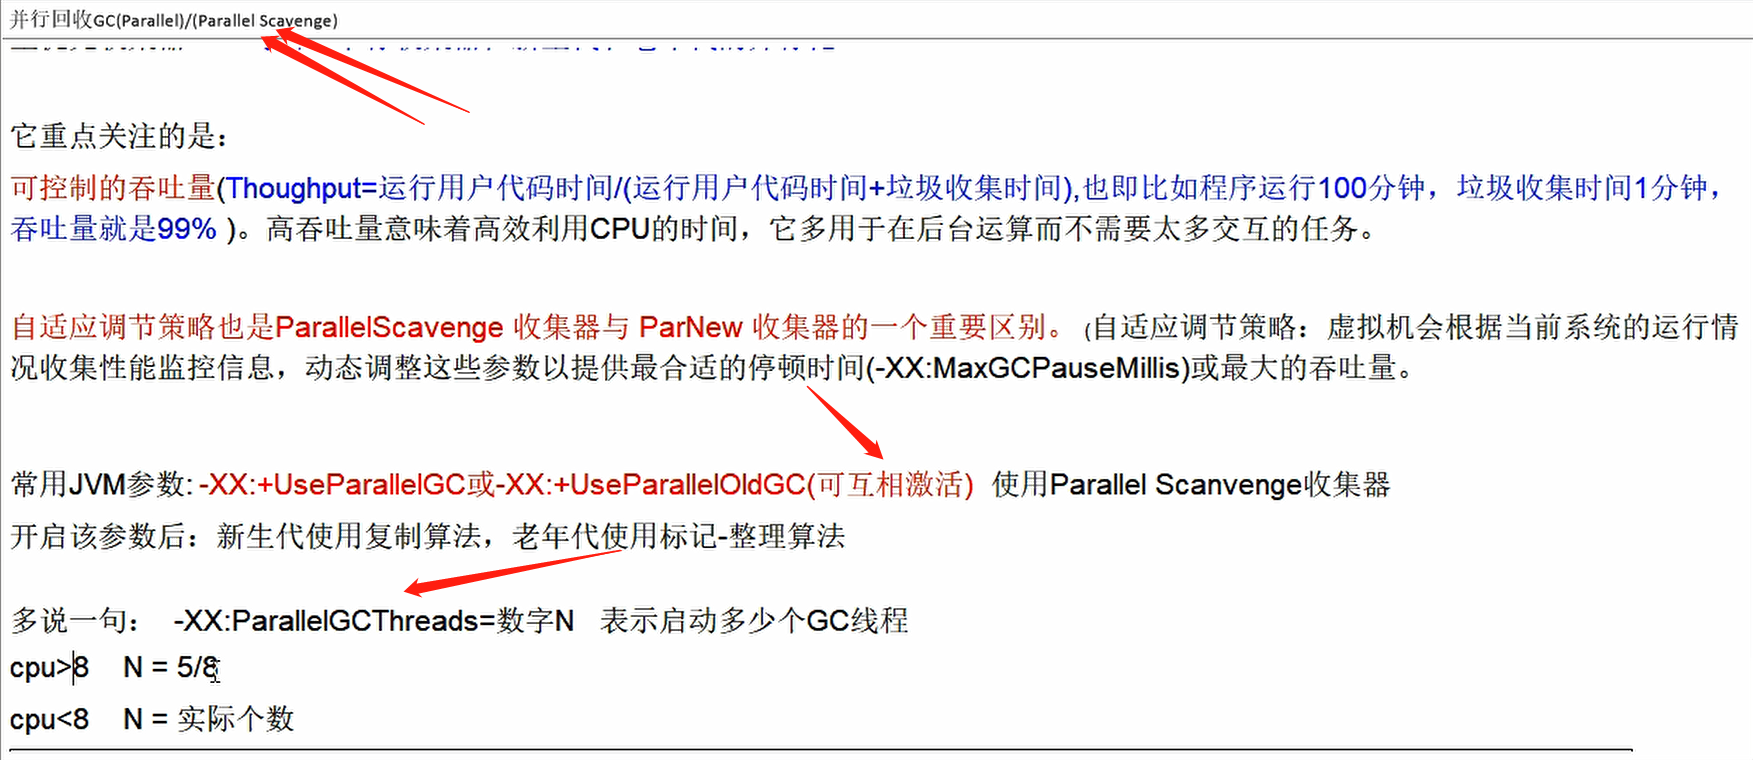 并行回收GC(Parallel)/(Parallel Scavenge)
它重点关注的是：
可控制的吞吐量(Thoughput=运行用户代码时间/(运行用户代码时间+垃圾收集时间),也即比如程序运行100分钟，垃圾收集时间1分钟，
吞吐量就是99% )。高吞吐量意味着高效利用CPU的时间，它多用于在后台运算而不需要太多交互的任务。
自适应调节策略也是ParallelScavenge 收集器与 ParNew 收集器的一个重要区别。(自适应调节策略：虚拟机会根据当前系统的运行情
况收集性能监控信息，动态调整这些参数以提供最合适的停顿时间(-XX:MaxGCPauseMillis)或最大的吞吐量。
常用JVM参数: -XX:+UseParallelGC或-XX:+UseParallelOldGC(可互相激活) 使用Parallel Scanvenge收集器
开启该参数后：新生代使用复制算法，老年代使用标记-整理算法
多说一句： -XX:ParallelGCThreads=数字N 表示启动多少个GC线程
cpu>8 N = 5/8
cpu<8 N = 实际个数